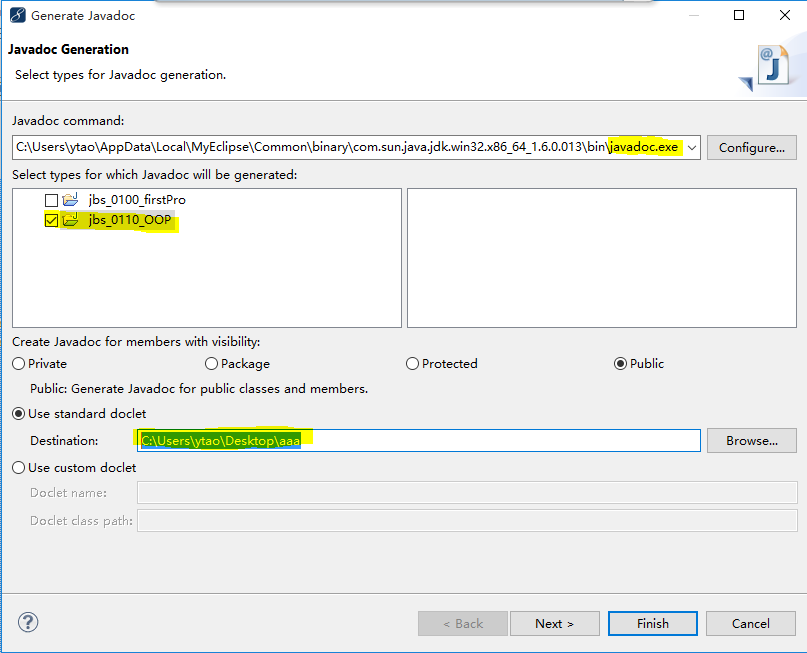 Generate Javadoc
Javadoc Generation
Select types for Javadoc generation.
Javadoc command:
C:\Users\ytao\AppData\Local\MyEclipse\Common\binary\com.sun.java.jdk.win32.x86_64_1.6.0.013\bin\javadoc.exe
Configure...
Select types for which Javadoc will be generated:
jbs_0100_firstPro
jbs_0110_OOP
Create Javadoc for members with visibility:
Private Package Protected Public
Public: Generate Javadoc for public classes and members.
Use standard doclet
Destination: C:\Users\ytao\Desktop\aaa Browse...
Use custom doclet
Doclet name:
Doclet class path:
< Back Next > Finish Cancel